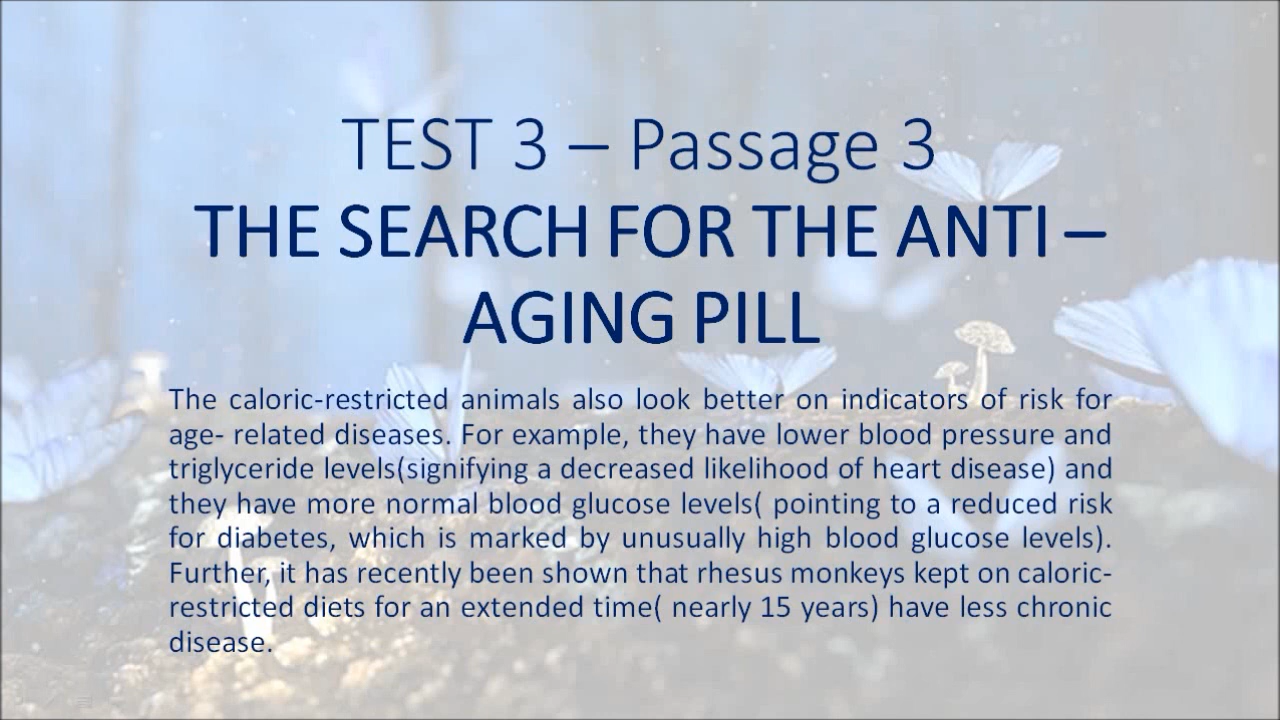 TEST 3 – Passage 3
THE SEARCH FOR THE ANTI –
AGING PILL
The caloric-restricted animals also look better on indicators of risk for
age- related diseases. For example, they have lower blood pressure and
triglyceride levels(signifying a decreased likelihood of heart disease) and
they have more normal blood glucose levels( pointing to a reduced risk
for diabetes, which is marked by unusually high blood glucose levels).
Further, it has recently been shown that rhesus monkeys kept on caloric-
restricted diets for an extended time( nearly 15 years) have less chronic
disease.